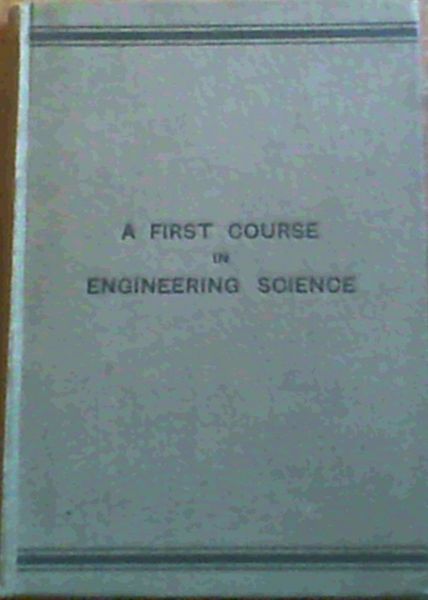 A FIRST COURSE
IN
ENGINEERING SCIENCE